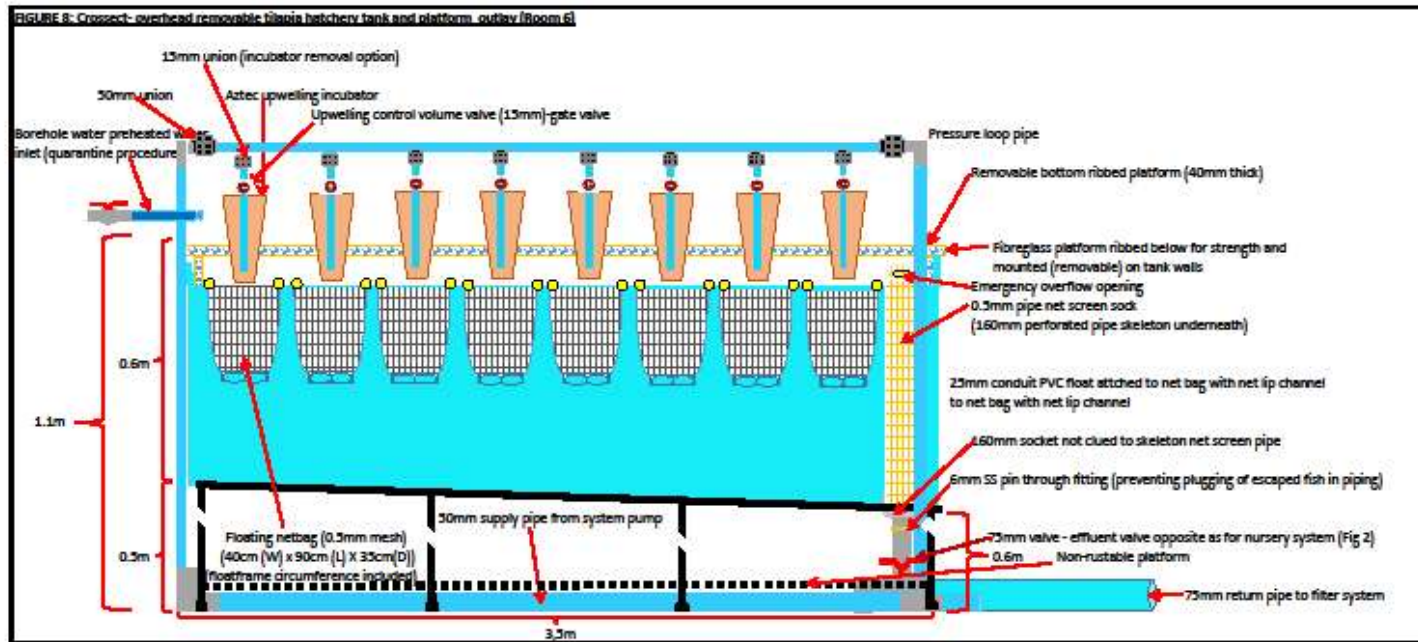 FIGURE 8: Crossect- overhead removable tilapia hatchery tank and platform outlay (Room 6)
15mm union (incubator removal option)
50mm union
Aztec upwelling incubator
Upwelling control volume valve (15mm)-gate valve
Borehole water preheated water
inlet (quarantine procedure
Pressure loop pipe
Removable bottom ribbed platform (40mm thick)
Fibreglass platform ribbed below for strength and
mounted (removable) on tank walls
Emergency overflow opening
0.5mm pipe net screen sock
(160mm perforated pipe skeleton underneath)
0.6m
25mm conduit PVC float attched to net bag with net lip channel
to net bag with net lip channel
1.1m
160mm socket not clued to skeleton net screen pipe
6mm SS pin through fitting (preventing plugging of escaped fish in piping)
50mm supply pipe from system pump
Floating netbag (0.5mm mesh)
(40cm (W) x 90cm (L) X 35cm(D))
(floatframe circumference included)
0.5m
75mm valve - effluent valve opposite as for nursery system (Fig 2)
0.6m
Non-rustable platform
75mm return pipe to filter system
3,5m